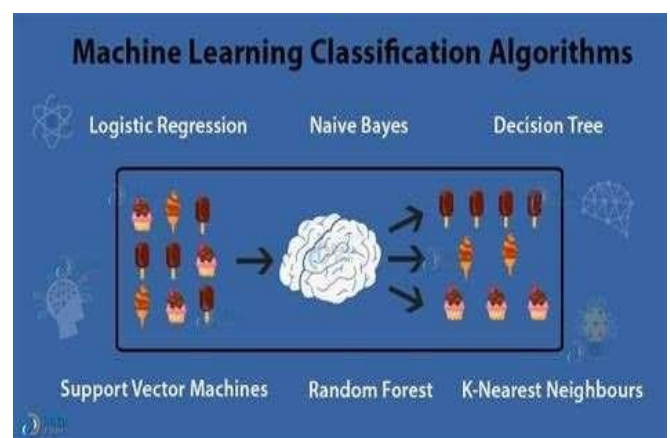 Machine Learning Classification Algorithms
Logistic Regression Naive Bayes Decision Tree
Support Vector Machines Random Forest K-Nearest Neighbours